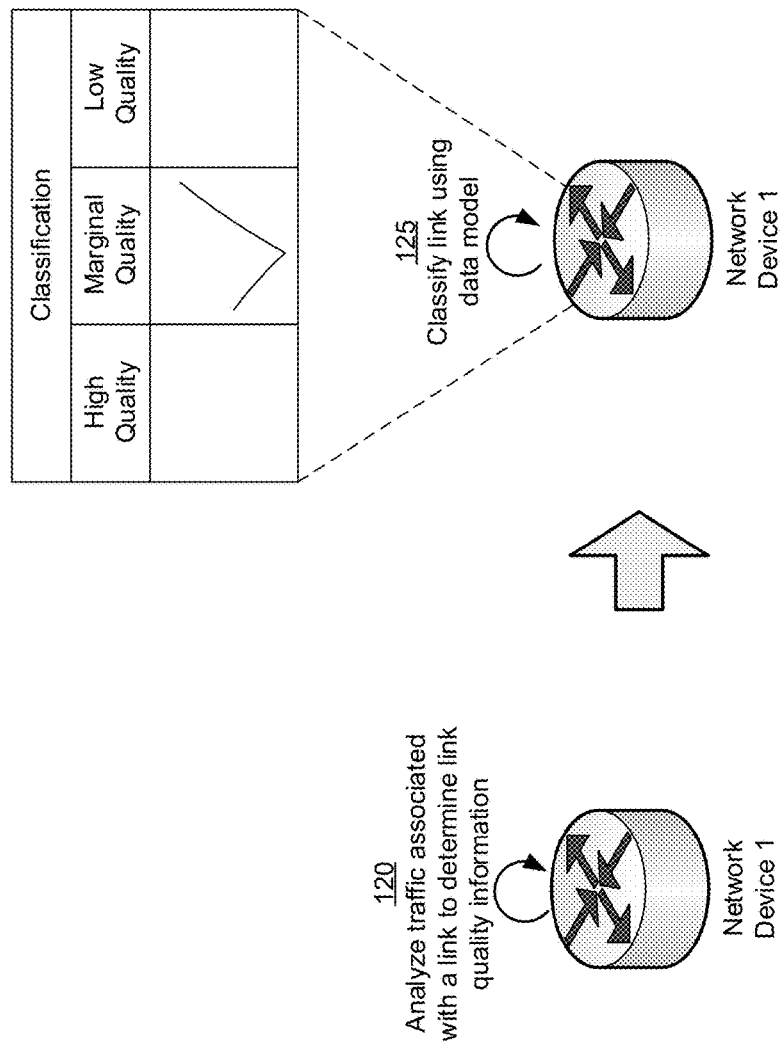 120
Analyze traffic associated
with a link to determine link
quality information
Network
Device 1
Classification
High
Quality
Marginal
Quality
Low
Quality
125
Classify link using
data model
Network
Device 1